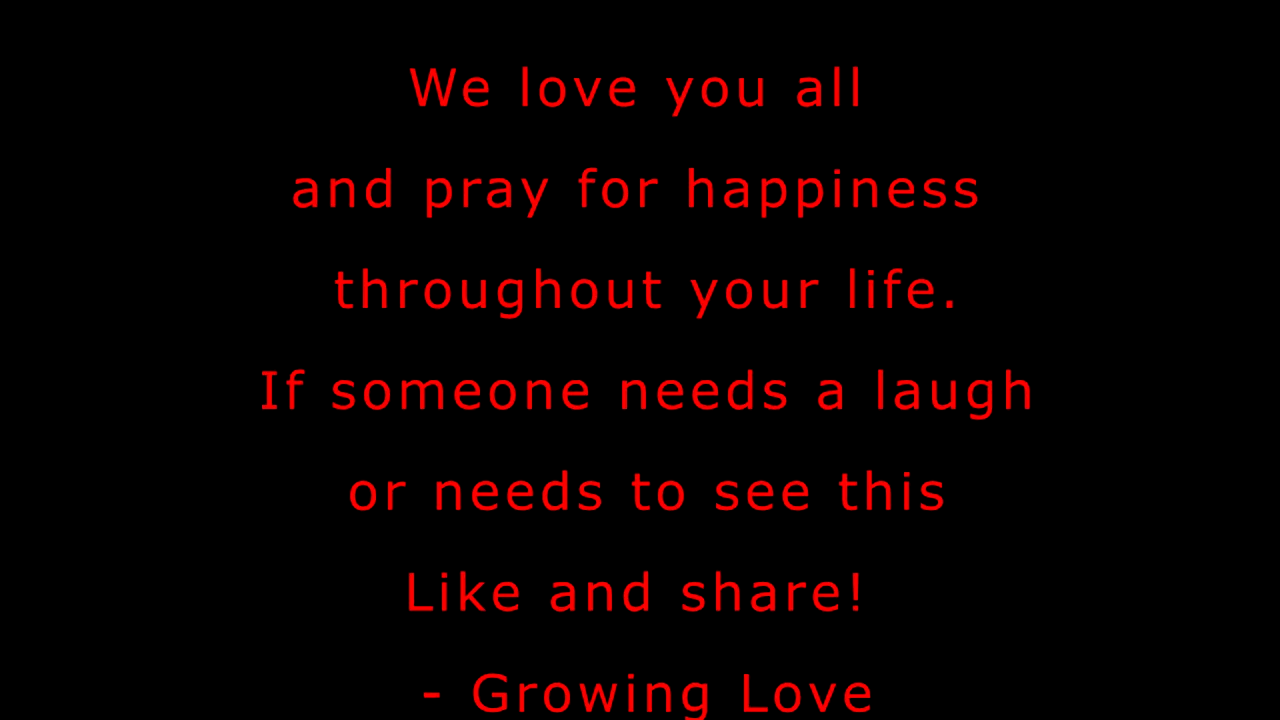 We love you all
and pray for happiness
throughout your life.
If someone needs a laugh
or needs to see this
Like and share!
- Growing Love